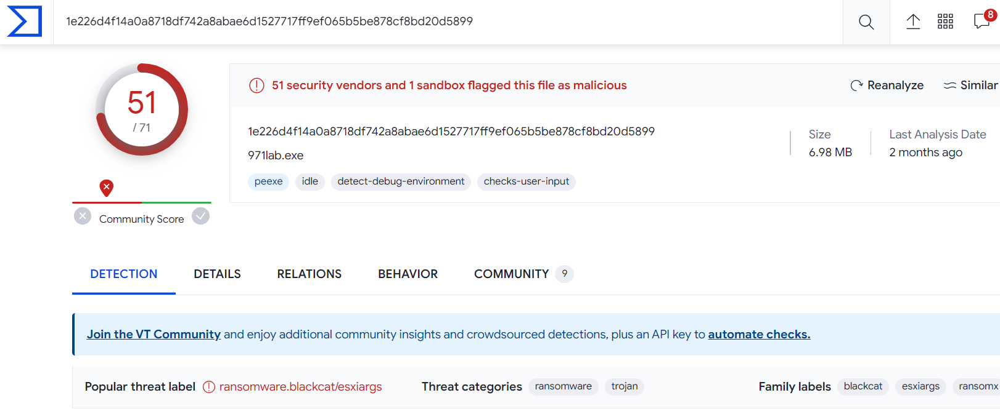 1e226d4f14a0a8718df742a8abae6d1527717ff9ef065b5be878cf8bd20d5899
8
51
/ 71
51 security vendors and 1 sandbox flagged this file as malicious
Reanalyze
Similar
1e226d4f14a0a8718df742a8abae6d1527717ff9ef065b5be878cf8bd20d5899
971lab.exe
Size
6.98 MB
Last Analysis Date
2 months ago
peexe
idle
detect-debug-environment
checks-user-input
Community Score
DETECTION
DETAILS
RELATIONS
BEHAVIOR
COMMUNITY 9
Join the VT Community and enjoy additional community insights and crowdsourced detections, plus an API key to automate checks.
Popular threat label ransomware.blackcat/esxiargs
Threat categories ransomware trojan
Family labels blackcat esxiargs ransomx